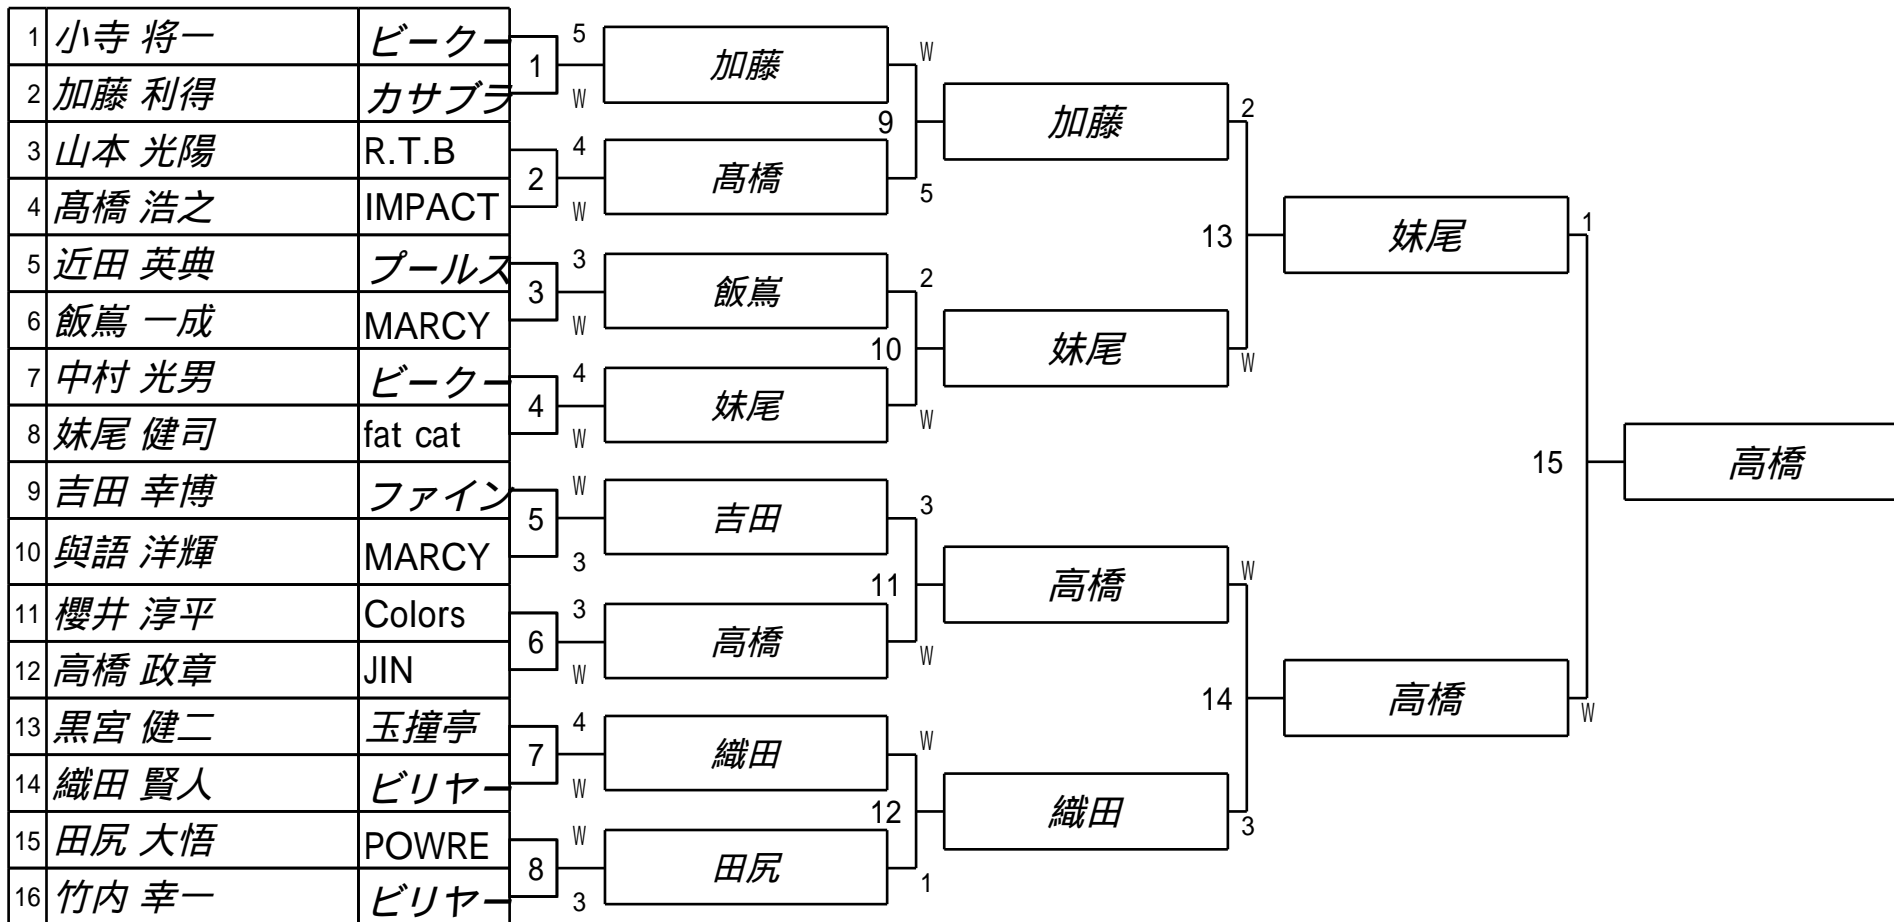 1 小寺 将一 ビークー
2 加藤 利得 カサブラ
3 山本 光陽 R.T.B
4 髙橋 浩之 IMPACT
5 近田 英典 プールス
6 飯嶌 一成 MARCY
7 中村 光男 ビークー
8 妹尾 健司 fat cat
9 吉田 幸博 ファイン
10 與語 洋輝 MARCY
11 櫻井 淳平 Colors
12 高橋 政章 JIN
13 黒宮 健二 玉撞亭
14 織田 賢人 ビリヤー
15 田尻 大悟 POWRE
16 竹内 幸一 ビリヤー
1 5 W
2 4 W
3 3 W
4 4 W
5 W 3
6 3 W
7 4 W
8 W 3
加藤 W
9
髙橋 5
飯嶌 2
10
妹尾 W
吉田 3
11
高橋 W
織田 W
12
田尻 1
加藤 2
13
妹尾 W
高橋 W
14
織田 3
妹尾 1
15
高橋 W
高橋